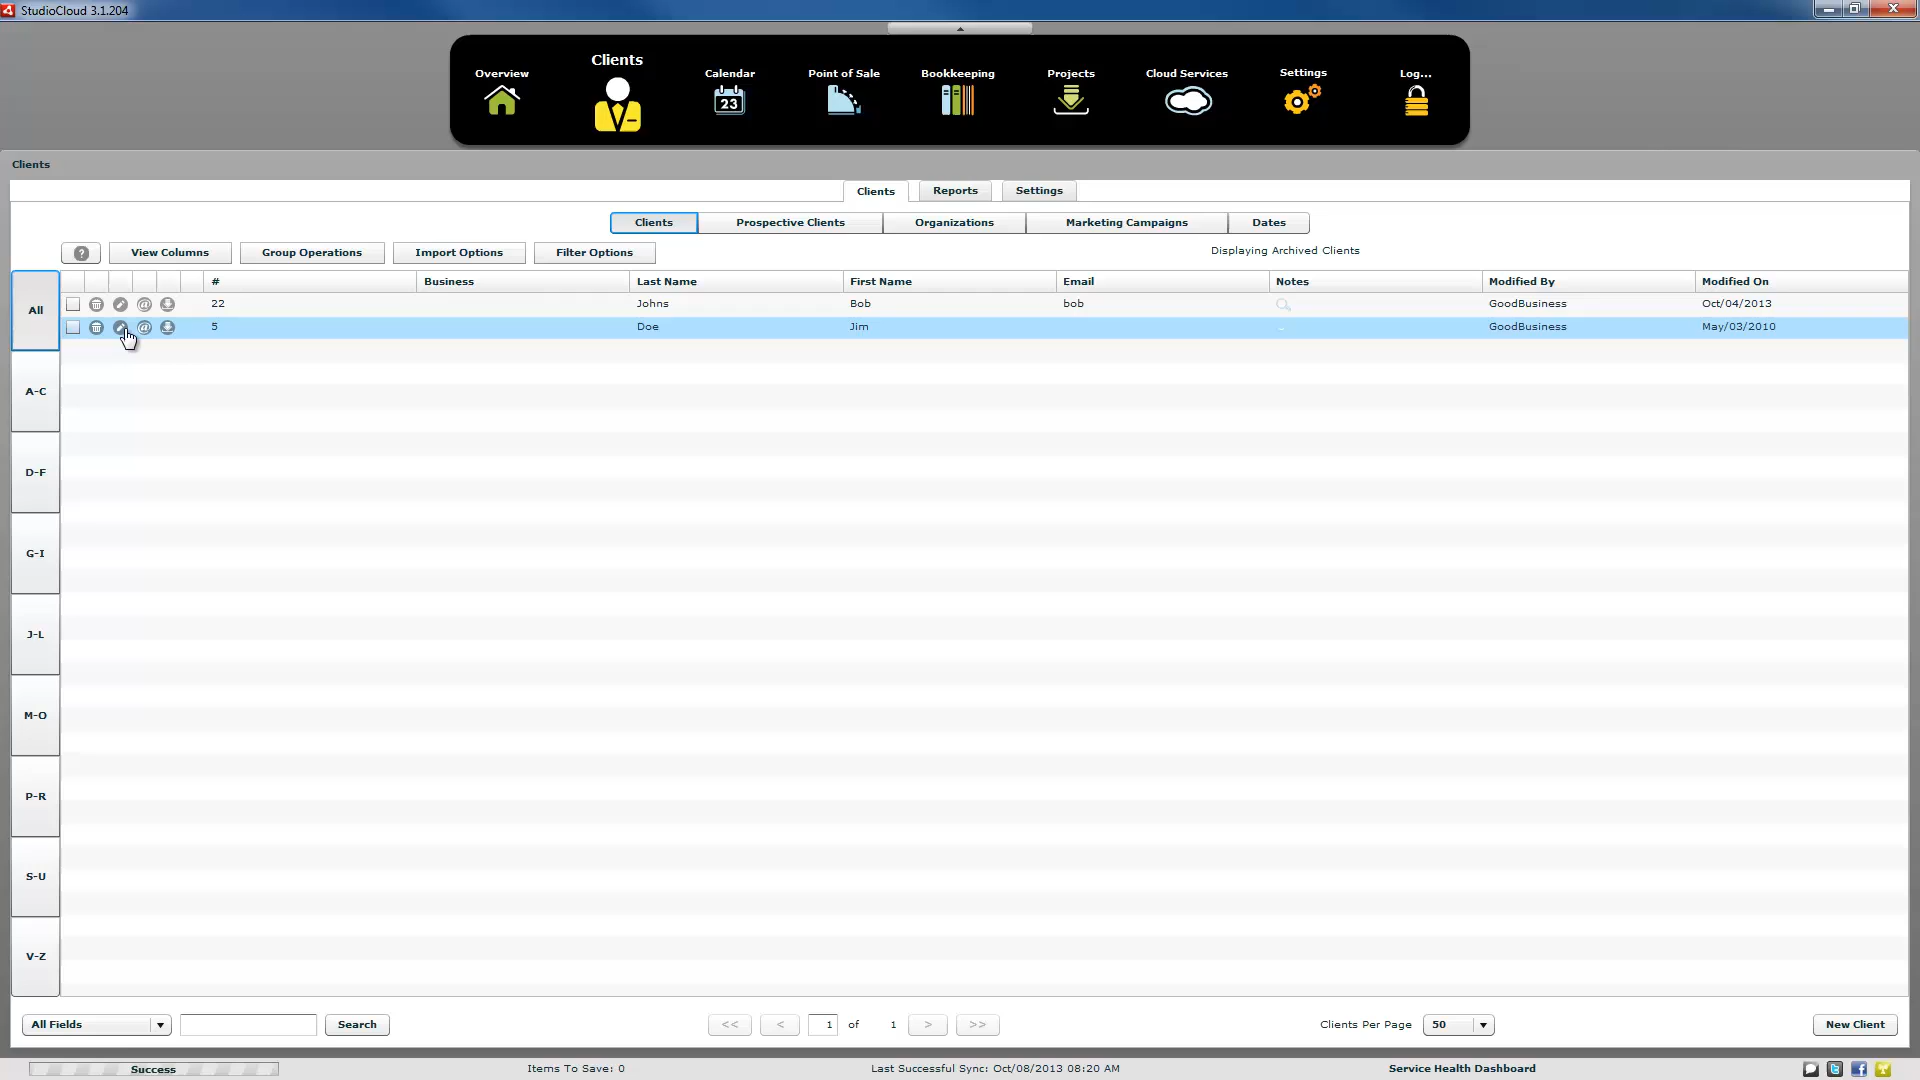 StudioCloud 3.1.204
Overview
Clients
Calendar
23
Point of Sale
Bookkeeping
Projects
Cloud Services
Settings
Log...
Clients
Clients Reports Settings
Clients Prospective Clients Organizations Marketing Campaigns Dates
? View Columns Group Operations Import Options Filter Options Displaying Archived Clients
# Business Last Name First Name Email Notes Modified By Modified On
22 Johns Bob bob GoodBusiness Oct/04/2013
5 Doe Jim GoodBusiness May/03/2010
All
A-C
D-F
G-I
J-L
M-O
P-R
S-U
V-Z
All Fields Search << < 1 of 1 > >> Clients Per Page 50 New Client
Success Items To Save: 0 Last Successful Sync: Oct/08/2013 08:20 AM Service Health Dashboard